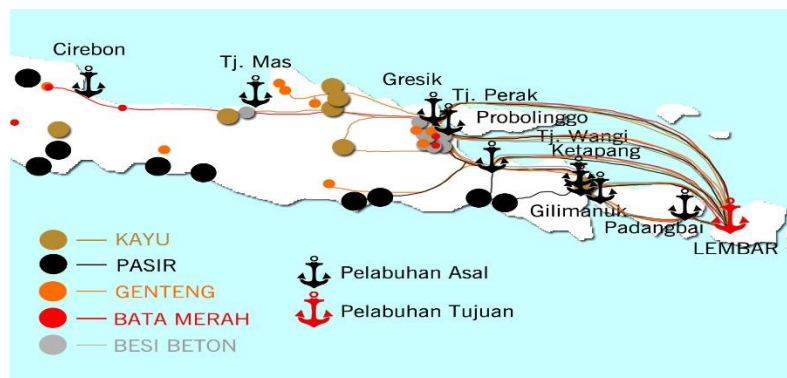 Cirebon
Tj. Mas
Gresik
Tj. Perak
Probolinggo
Tj. Wangi
Ketapang
Gilimanuk
Padangbai
LEMBAR
KAYU
PASIR
GENTENG
BATA MERAH
BESI BETON
Pelabuhan Asal
Pelabuhan Tujuan